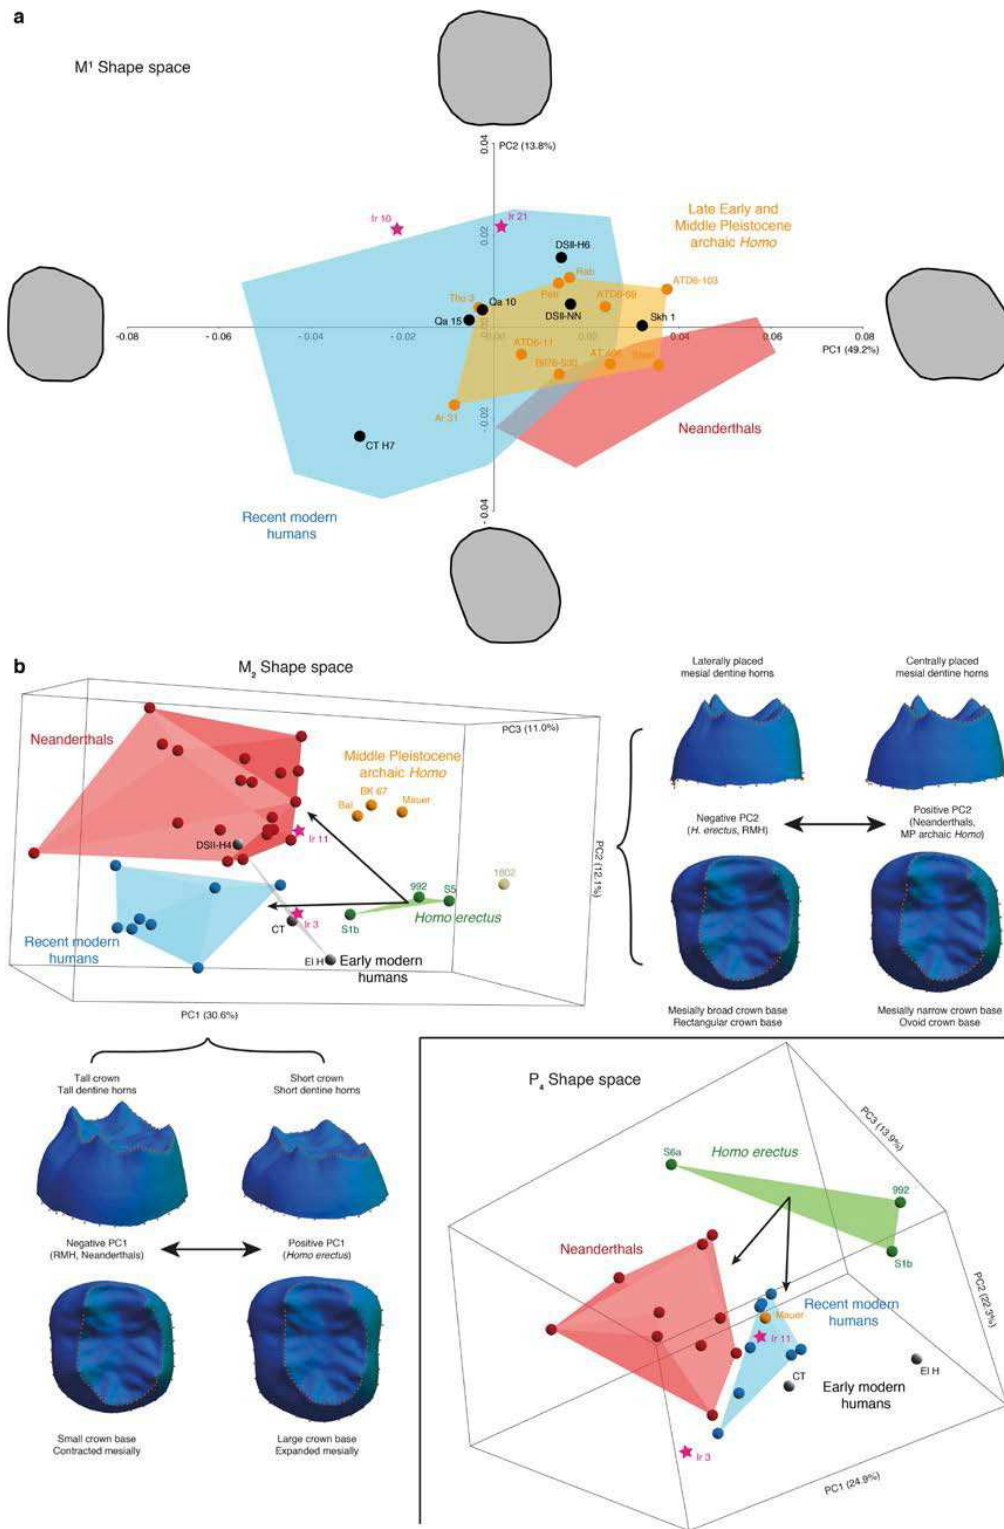 a
M¹ Shape space
0.04
PC2 (13.8%)
Ir 10
Ir 21
0.02
Late Early and
Middle Pleistocene
archaic Homo
DSII-H6
Rab
Pen
ATD6-69
ATD6-103
Tho 3
Qa 10
Qa 15
DSII-NN
Skh 1
-0.08
-0.06
-0.04
-0.02
0.00
0.02
0.04
0.06
0.08
PC1 (49.2%)
ATD6-11
AT 406
Ar 31
-0.02
Neanderthals
CT H7
Recent modern
humans
-0.04
b
M₂ Shape space
Neanderthals
PC3 (11.0%)
Middle Pleistocene
archaic Homo
BK 67
Bal
Mauer
Ir 11
DSII-H4
PC2 (12.1%)
1802
992
S5
Homo erectus
S1b
Ir 3
CT
Recent modern
humans
El H
Early modern
humans
PC1 (30.6%)
Laterally placed
mesial dentine horns
Centrally placed
mesial dentine horns
Negative PC2
(H. erectus, RMH)
Positive PC2
(Neanderthals,
MP archaic Homo)
Mesially broad crown base
Rectangular crown base
Mesially narrow crown base
Ovoid crown base
Tall crown
Tall dentine horns
Short crown
Short dentine horns
Negative PC1
(RMH, Neanderthals)
Positive PC1
(Homo erectus)
Small crown base
Contracted mesially
Large crown base
Expanded mesially
P₄ Shape space
PC3 (13.9%)
Homo erectus
S6a
992
S1b
Neanderthals
PC2 (22.3%)
Mauer
Recent modern
humans
Ir 11
El H
CT
Early modern
humans
Ir 3
PC1 (24.9%)